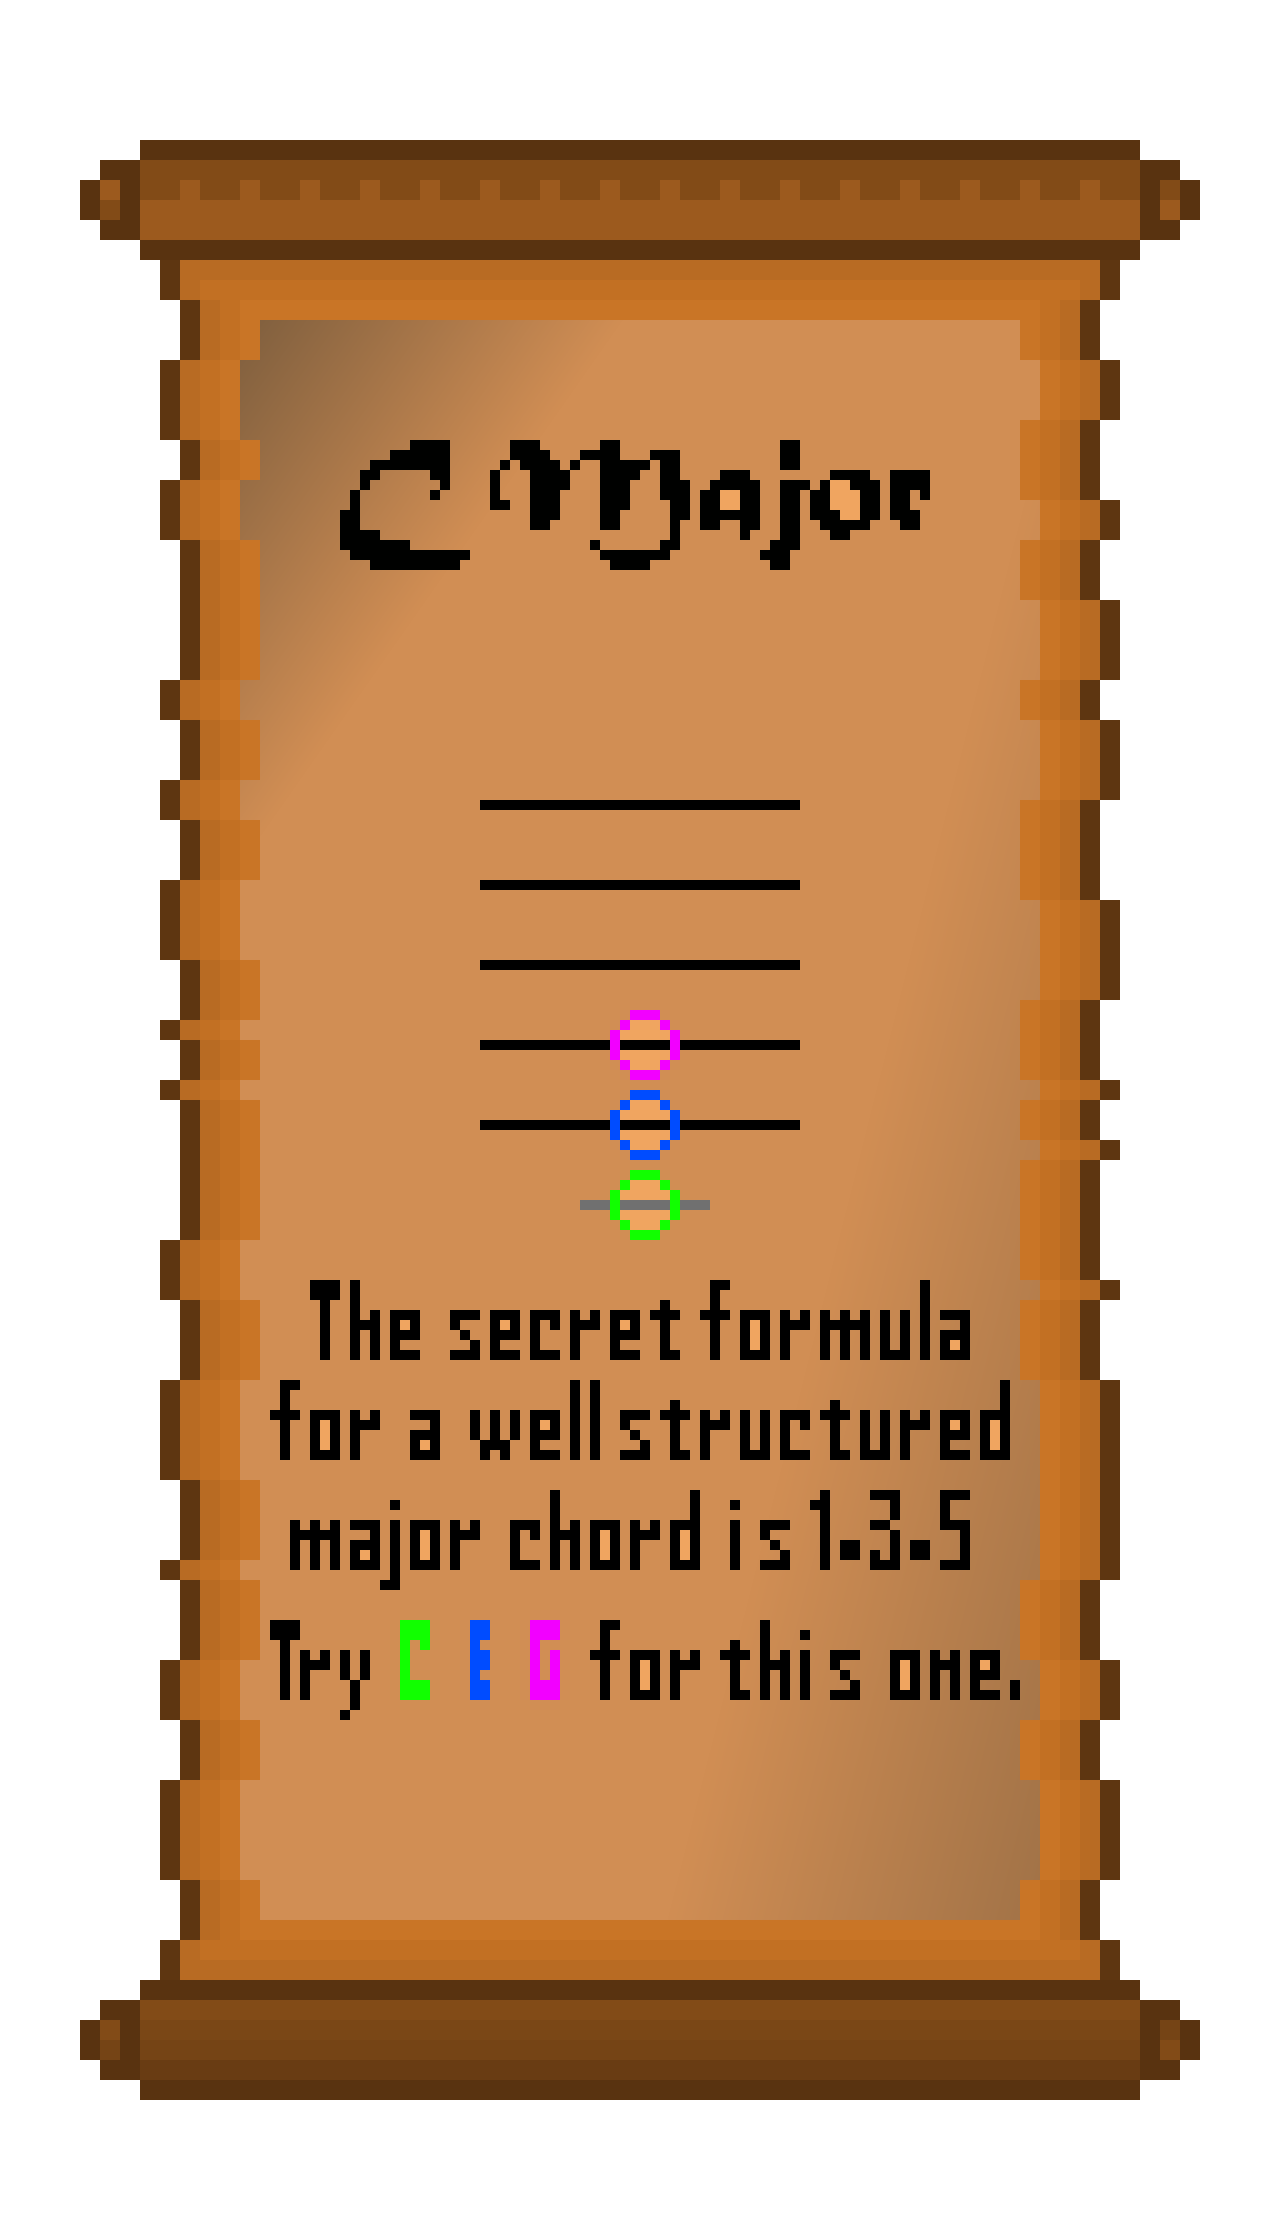 C Major
The secret formula
for a well structured
major chord is 1.3.5
Try C E G for this one.